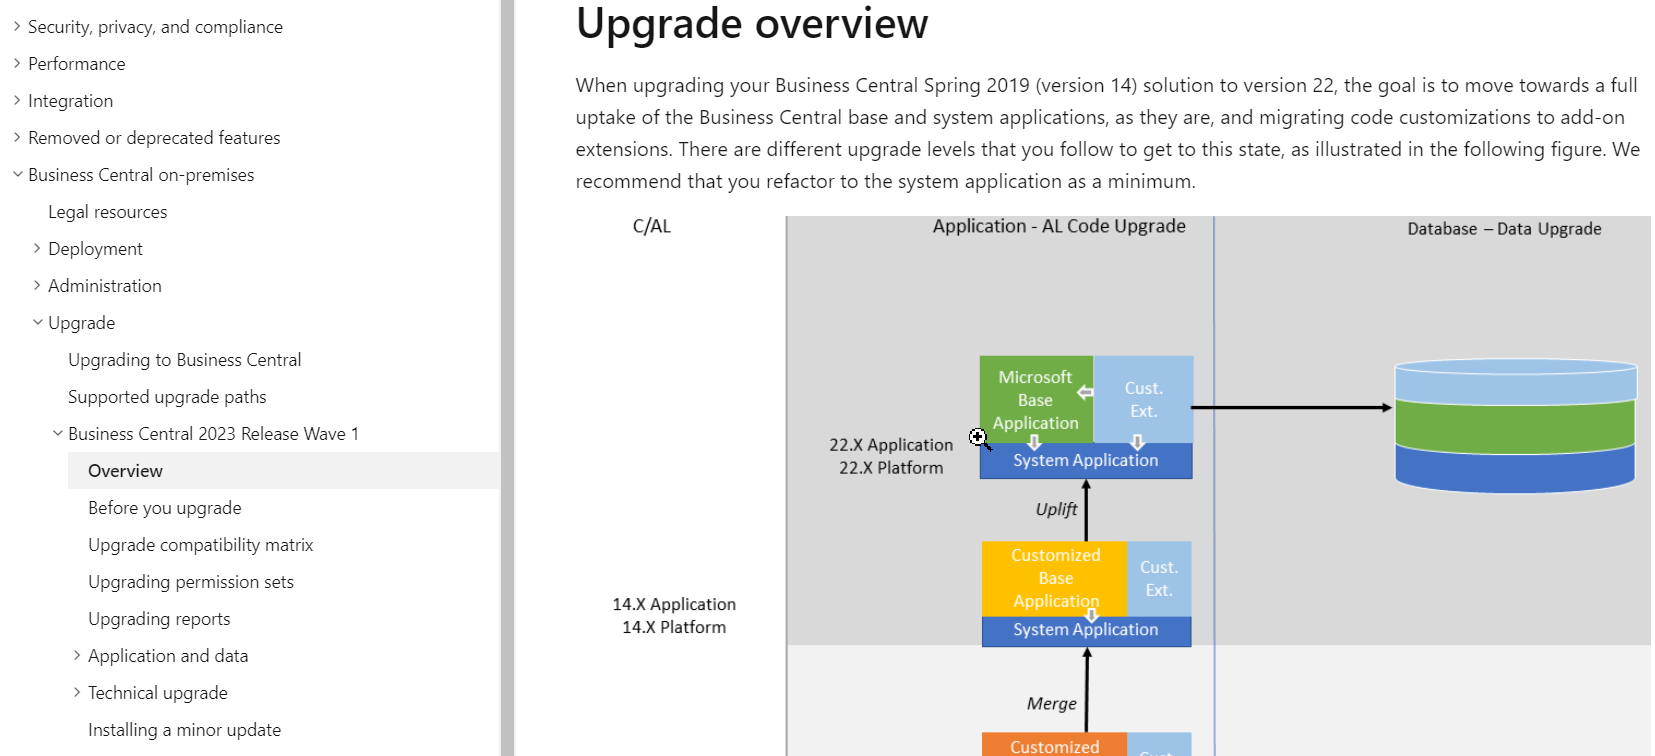 Security, privacy, and compliance
Performance
Integration
Removed or deprecated features
Business Central on-premises
Legal resources
Deployment
Administration
Upgrade
Upgrading to Business Central
Supported upgrade paths
Business Central 2023 Release Wave 1
Overview
Before you upgrade
Upgrade compatibility matrix
Upgrading permission sets
Upgrading reports
Application and data
Technical upgrade
Installing a minor update
Upgrade overview
When upgrading your Business Central Spring 2019 (version 14) solution to version 22, the goal is to move towards a full
uptake of the Business Central base and system applications, as they are, and migrating code customizations to add-on
extensions. There are different upgrade levels that you follow to get to this state, as illustrated in the following figure. We
recommend that you refactor to the system application as a minimum.
C/AL
Application - AL Code Upgrade
Database – Data Upgrade
Microsoft
Base
Application
Cust.
Ext.
22.X Application
22.X Platform
System Application
Uplift
Customized
Base
Application
Cust.
Ext.
14.X Application
14.X Platform
System Application
Merge
Customized
Cust.